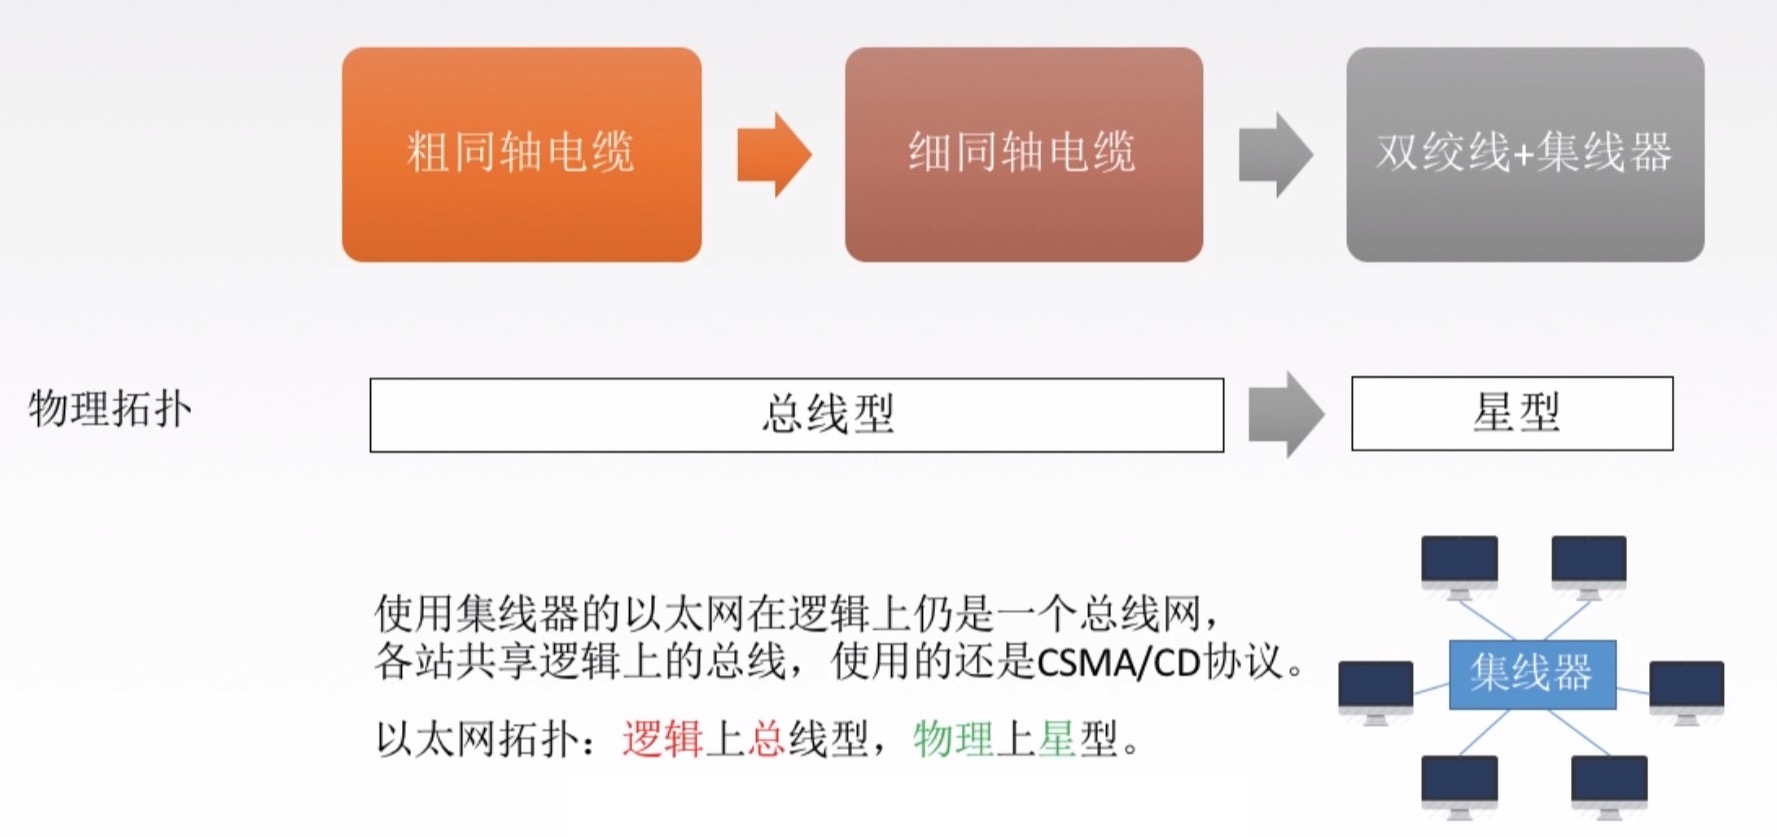 粗同轴电缆
细同轴电缆
双绞线+集线器
物理拓扑
总线型
星型
使用集线器的以太网在逻辑上仍是一个总线网，
各站共享逻辑上的总线，使用的还是CSMA/CD协议。
集线器
以太网拓扑：逻辑上总线型，物理上星型。